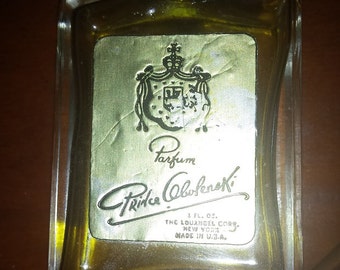 Parfum
Prince Obolenski
1 FL. OZ.
THE LOUANGEL CORP.
NEW YORK
MADE IN U.S.A.